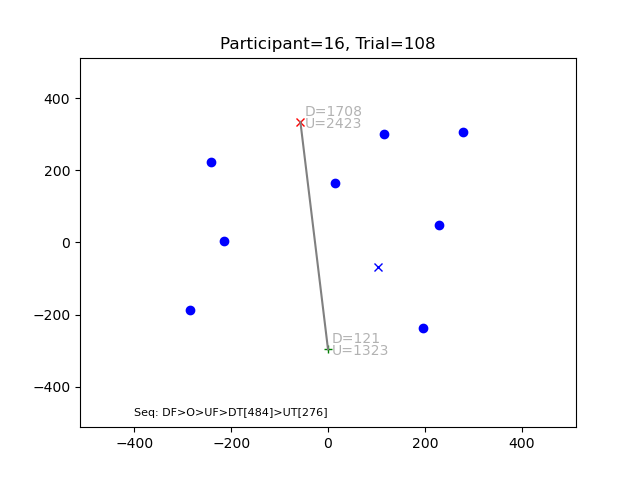 Participant=16, Trial=108
400
200
0
−200
−400
D=1708
U=2423
D=121
U=1323
Seq: DF>O>UF>DT[484]>UT[276]
−400
−200
0
200
400